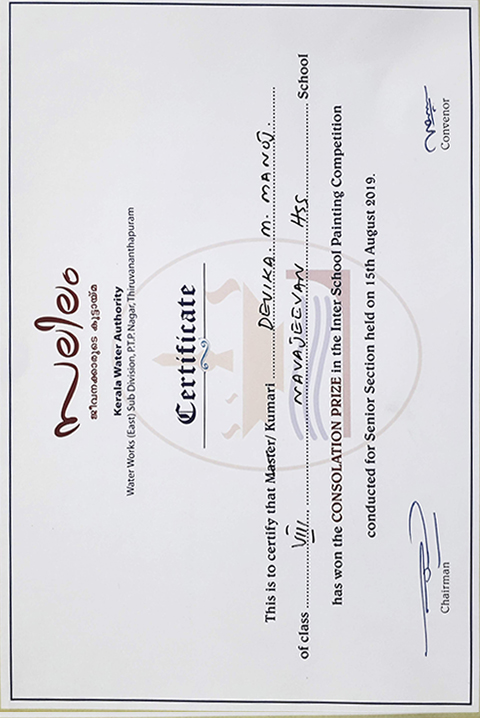 സലിലം
ജീവനക്കാരുടെ കൂട്ടായ്മ
Kerala Water Authority
Water Works (East) Sub Division, P.T.P. Nagar, Thiruvananthapuram
Certificate
This is to certify that Master/ Kumari DEVIKA. M. MANOJ.
of class VIII NAVAJEEVAN HSS School
has won the CONSOLATION PRIZE in the Inter School Painting Competition
conducted for Senior Section held on 15th August 2019.
Chairman Convenor